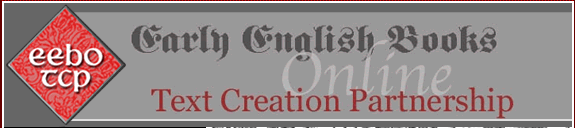 eebo
tcp
Early English Books
Online
Text Creation Partnership